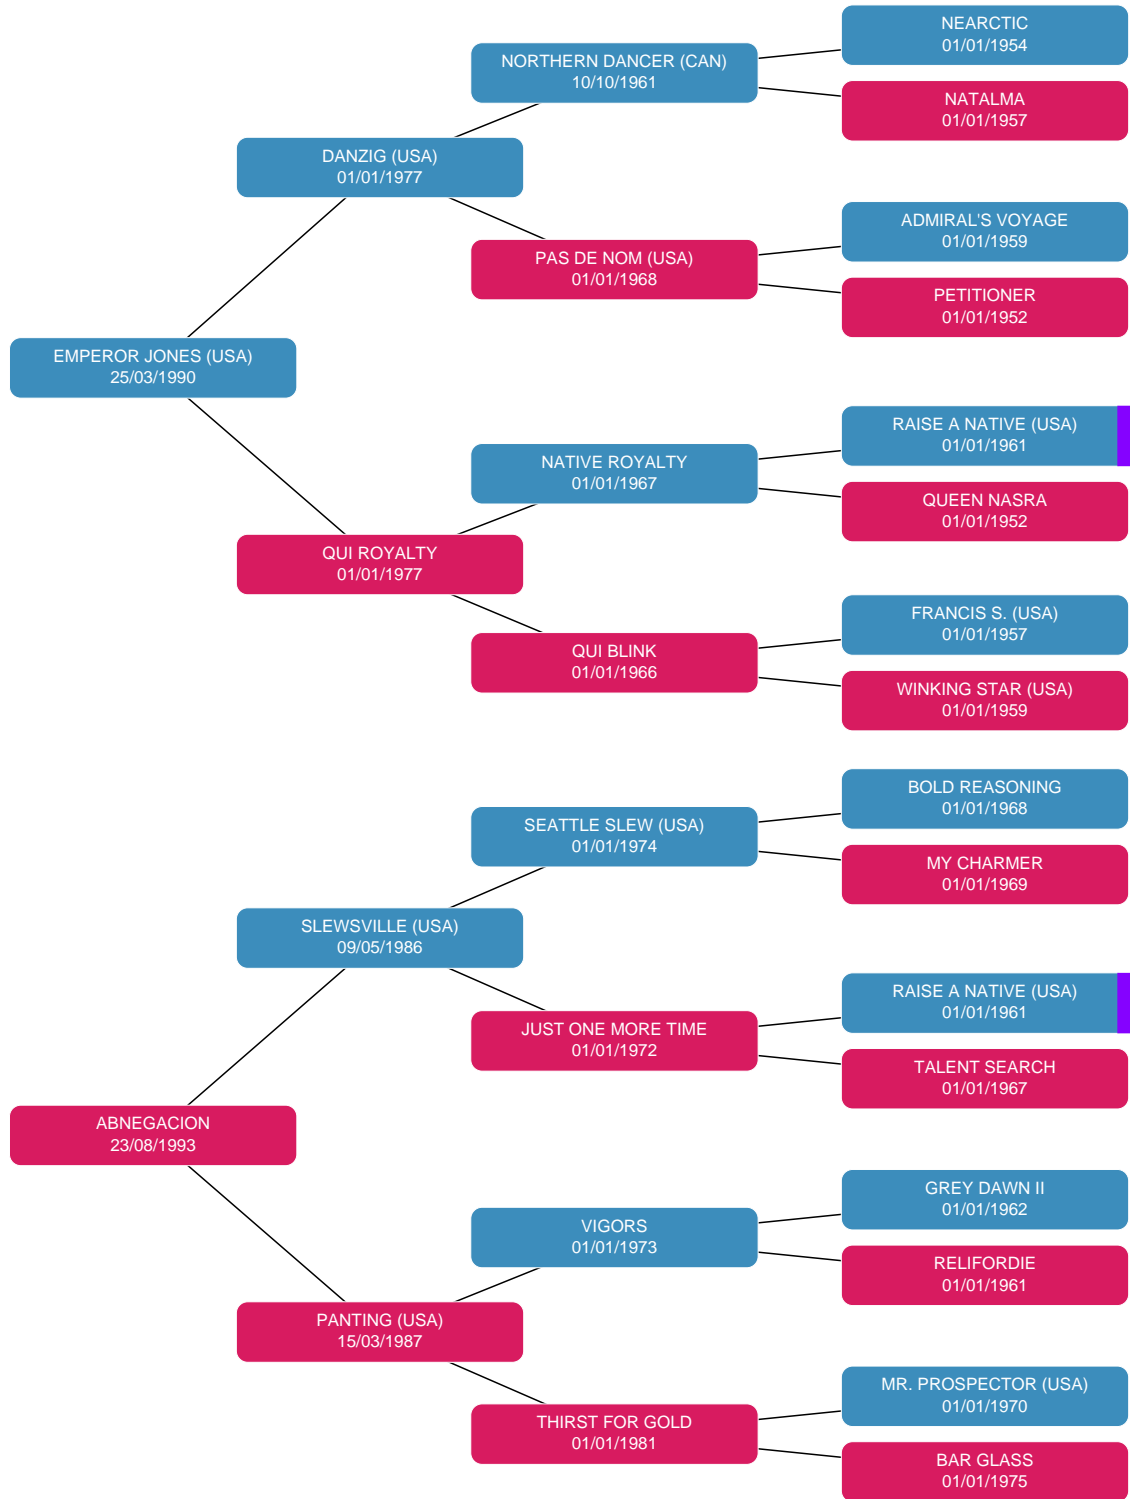 NEARCTIC
01/01/1954
NORTHERN DANCER (CAN)
10/10/1961
NATALMA
01/01/1957
DANZIG (USA)
01/01/1977
ADMIRAL'S VOYAGE
01/01/1959
PAS DE NOM (USA)
01/01/1968
PETITIONER
01/01/1952
EMPEROR JONES (USA)
25/03/1990
RAISE A NATIVE (USA)
01/01/1961
NATIVE ROYALTY
01/01/1967
QUEEN NASRA
01/01/1952
QUI ROYALTY
01/01/1977
FRANCIS S. (USA)
01/01/1957
QUI BLINK
01/01/1966
WINKING STAR (USA)
01/01/1959
BOLD REASONING
01/01/1968
SEATTLE SLEW (USA)
01/01/1974
MY CHARMER
01/01/1969
SLEWSVILLE (USA)
09/05/1986
RAISE A NATIVE (USA)
01/01/1961
JUST ONE MORE TIME
01/01/1972
TALENT SEARCH
01/01/1967
ABNEGACION
23/08/1993
GREY DAWN II
01/01/1962
VIGORS
01/01/1973
RELIFORDIE
01/01/1961
PANTING (USA)
15/03/1987
MR. PROSPECTOR (USA)
01/01/1970
THIRST FOR GOLD
01/01/1981
BAR GLASS
01/01/1975